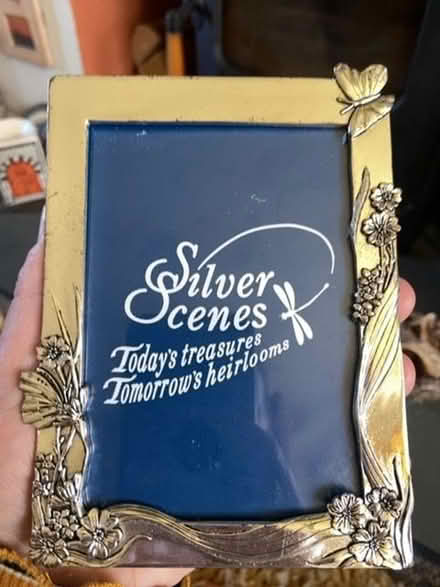 Silver
Scenes
Today's treasures
Tomorrow's heirlooms